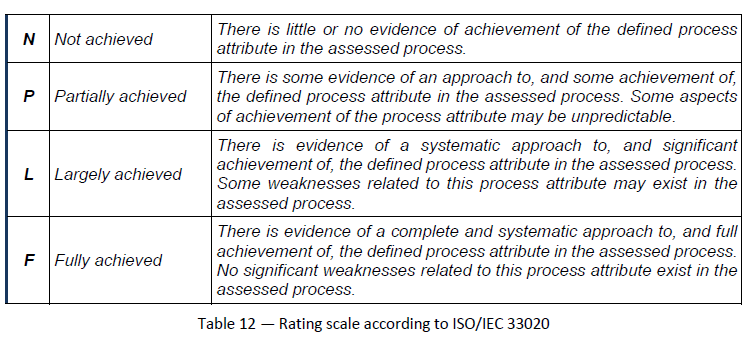 N Not achieved There is little or no evidence of achievement of the defined process
attribute in the assessed process.
P Partially achieved There is some evidence of an approach to, and some achievement of,
the defined process attribute in the assessed process. Some aspects
of achievement of the process attribute may be unpredictable.
L Largely achieved There is evidence of a systematic approach to, and significant
achievement of, the defined process attribute in the assessed process.
Some weaknesses related to this process attribute may exist in the
assessed process.
F Fully achieved There is evidence of a complete and systematic approach to, and full
achievement of, the defined process attribute in the assessed process.
No significant weaknesses related to this process attribute exist in the
assessed process.
Table 12 — Rating scale according to ISO/IEC 33020